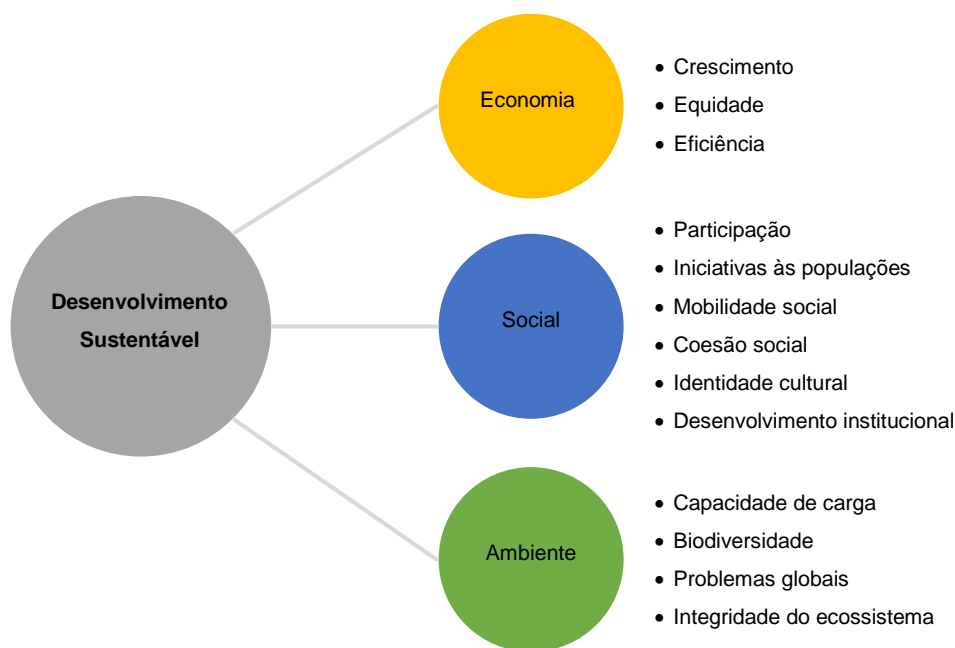 Desenvolvimento
Sustentável
Economia
• Crescimento
• Equidade
• Eficiência
Social
• Participação
• Iniciativas às populações
• Mobilidade social
• Coesão social
• Identidade cultural
• Desenvolvimento institucional
Ambiente
• Capacidade de carga
• Biodiversidade
• Problemas globais
• Integridade do ecossistema